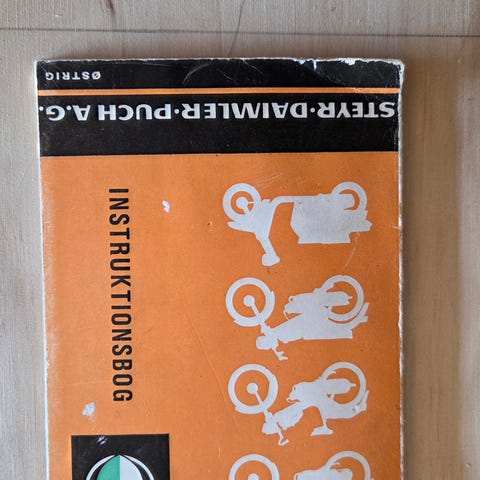 STEYR·DAIMLER·PUCH A.G.
ØSTRIG
INSTRUKTIONSBOG